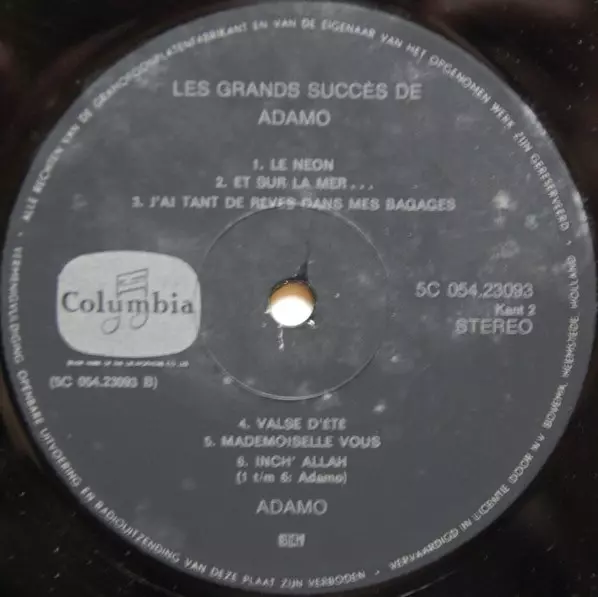 ALLE RECHTEN VAN DE GRAMMOFOONPLATENFABRIKANT EN VAN DE EIGENAAR VAN HET OPGENOMEN WERK ZIJN GERESERVEERD
LES GRANDS SUCCÈS DE
ADAMO
1. LE NEON
2. ET SUR LA MER...
3. J'AI TANT DE REVES DANS MES BAGAGES
Columbia
5C 054.23093
Kant 2
STEREO
(5C 054.23093 B)
4. VALSE D'ÉTÉ
5. MADEMOISELLE VOUS
6. INCH' ALLAH
(1 t/m 6: Adamo)
ADAMO
VERMENIGVULDIGING OPENBARE UITVOERING EN RADIOUITZENDING VAN DEZE PLAAT ZIJN VERBODEN
VERVAARDIGD IN LICENTIE DOOR N.V. BOVEMA, HEEMSTEDE, HOLLAND